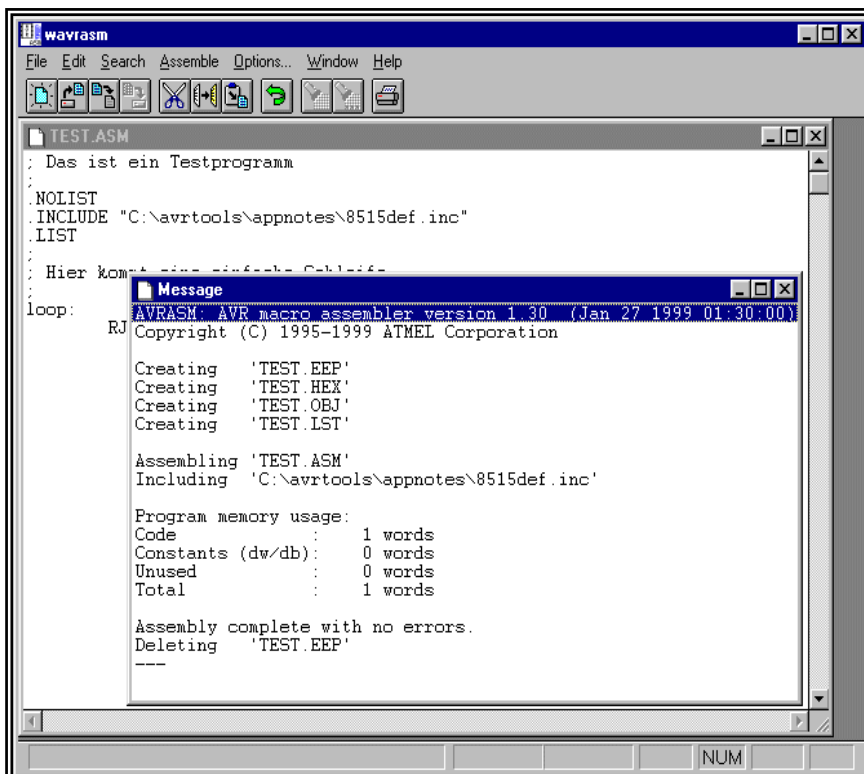 wavrasm
File Edit Search Assemble Options... Window Help
TEST.ASM
; Das ist ein Testprogramm
;
.NOLIST
.INCLUDE "C:\avrtools\appnotes\8515def.inc"
.LIST
;
; Hier kommt eine einfache Schleife
;
loop:
RJ
Message
AVRASM: AVR macro assembler version 1.30 (Jan 27 1999 01:30:00)
Copyright (C) 1995-1999 ATMEL Corporation
Creating 'TEST.EEP'
Creating 'TEST.HEX'
Creating 'TEST.OBJ'
Creating 'TEST.LST'
Assembling 'TEST.ASM'
Including 'C:\avrtools\appnotes\8515def.inc'
Program memory usage:
Code : 1 words
Constants (dw/db): 0 words
Unused : 0 words
Total : 1 words
Assembly complete with no errors.
Deleting 'TEST.EEP'
---
NUM